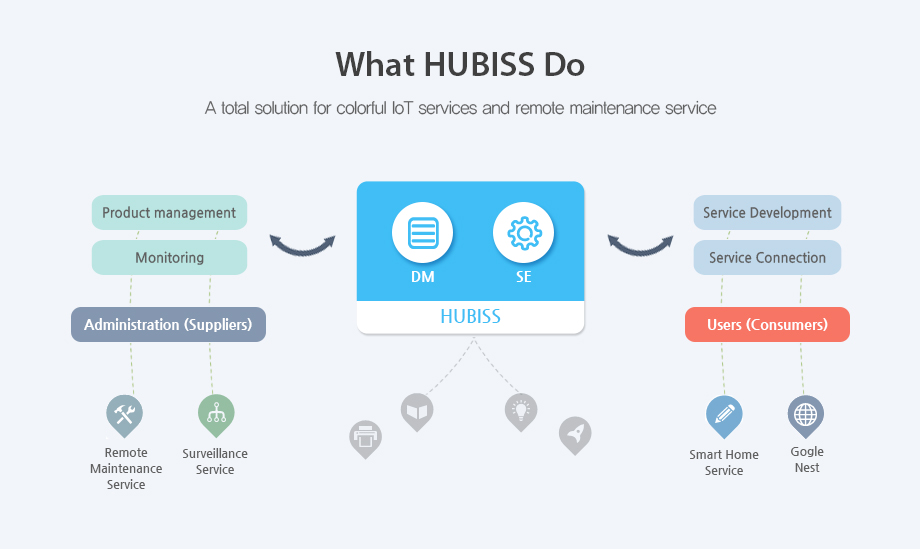 What HUBISS Do
A total solution for colorful IoT services and remote maintenance service
Product management
Monitoring
Administration (Suppliers)
Remote
Maintenance
Service
Surveillance
Service
DM
SE
HUBISS
Service Development
Service Connection
Users (Consumers)
Smart Home
Service
Gogle
Nest